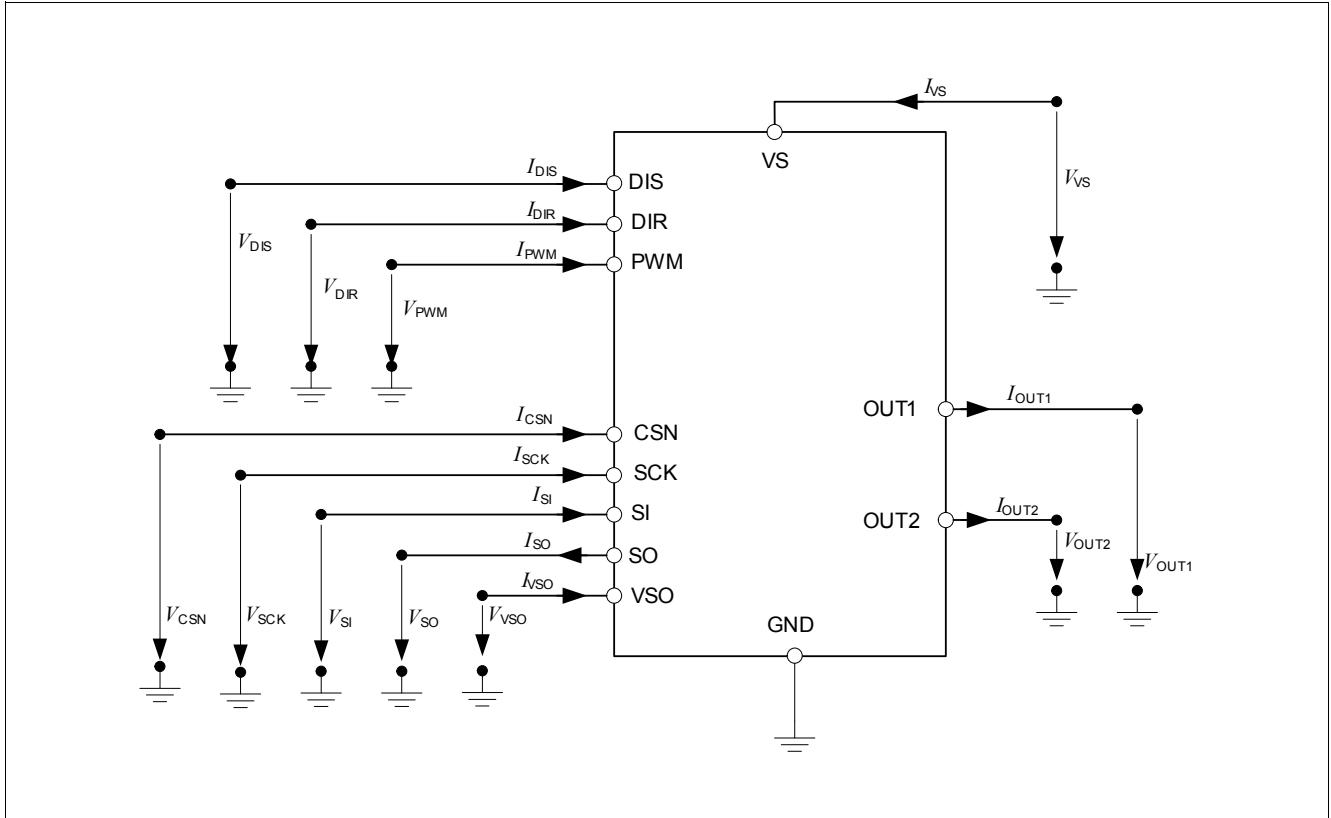 I_VS
VS
V_VS
I_DIS
DIS
V_DIS
I_DIR
DIR
V_DIR
I_PWM
PWM
V_PWM
I_CSN
CSN
V_CSN
I_SCK
SCK
V_SCK
I_SI
SI
V_SI
I_SO
SO
V_SO
I_VSO
VSO
V_VSO
OUT1
I_OUT1
V_OUT1
OUT2
I_OUT2
V_OUT2
GND